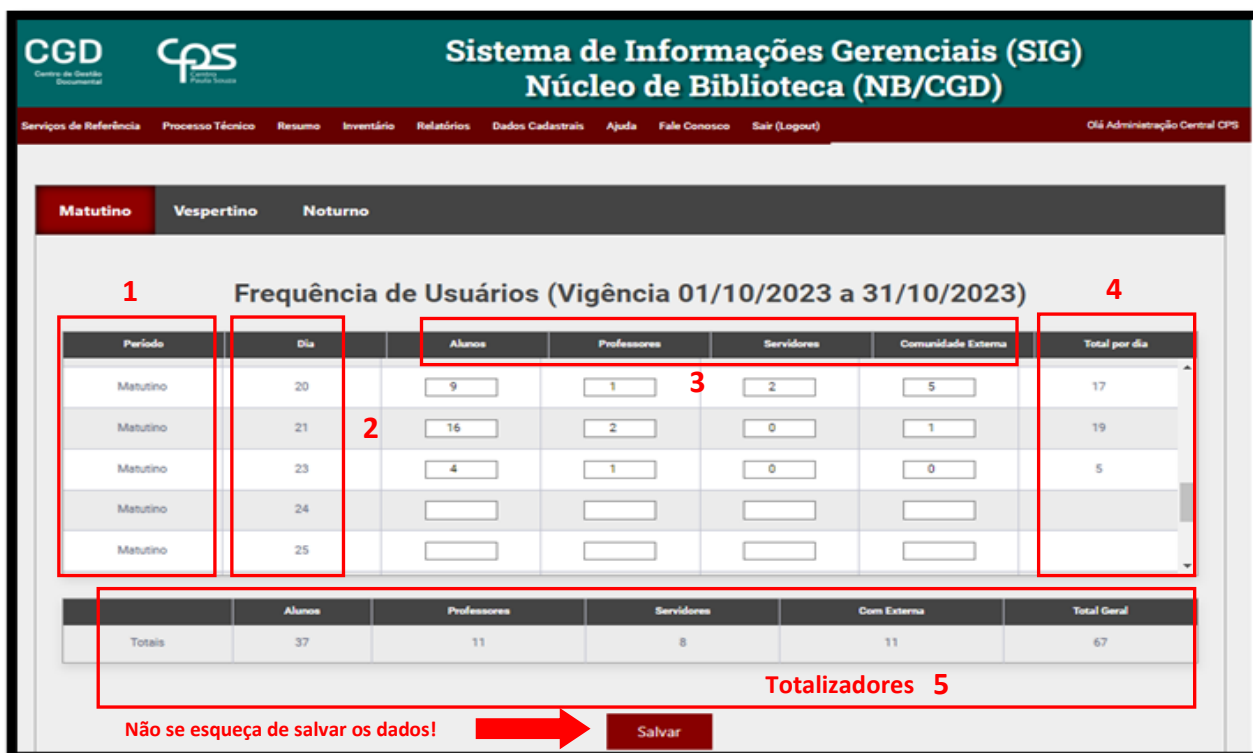 CGD
Centro de Gestão
Documental
Cps
Centro
Paula Souza
Sistema de Informações Gerenciais (SIG)
Núcleo de Biblioteca (NB/CGD)
Serviços de Referência Processo Técnico Resumo Inventário Relatórios Dados Cadastrais Ajuda Fale Conosco Sair (Logout) Olá Administração Central CPS
Matutino Vespertino Noturno
1 Frequência de Usuários (Vigência 01/10/2023 a 31/10/2023) 4
Período Dia Alunos Professores Servidores Comunidade Externa Total por dia
3
Matutino 20 9 1 2 5 17
2
Matutino 21 16 2 0 1 19
Matutino 23 4 1 0 0 5
Matutino 24
Matutino 25
Alunos Professores Servidores Com Externa Total Geral
Totais 37 11 8 11 67
Totalizadores 5
Não se esqueça de salvar os dados! Salvar